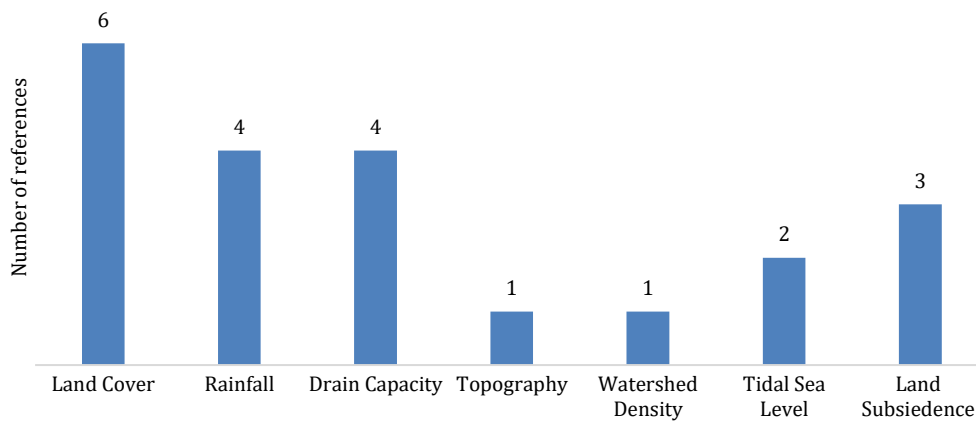 6
4
4
3
2
1
1
Number of references
Land Cover
Rainfall
Drain Capacity
Topography
Watershed
Density
Tidal Sea
Level
Land
Subsiedence